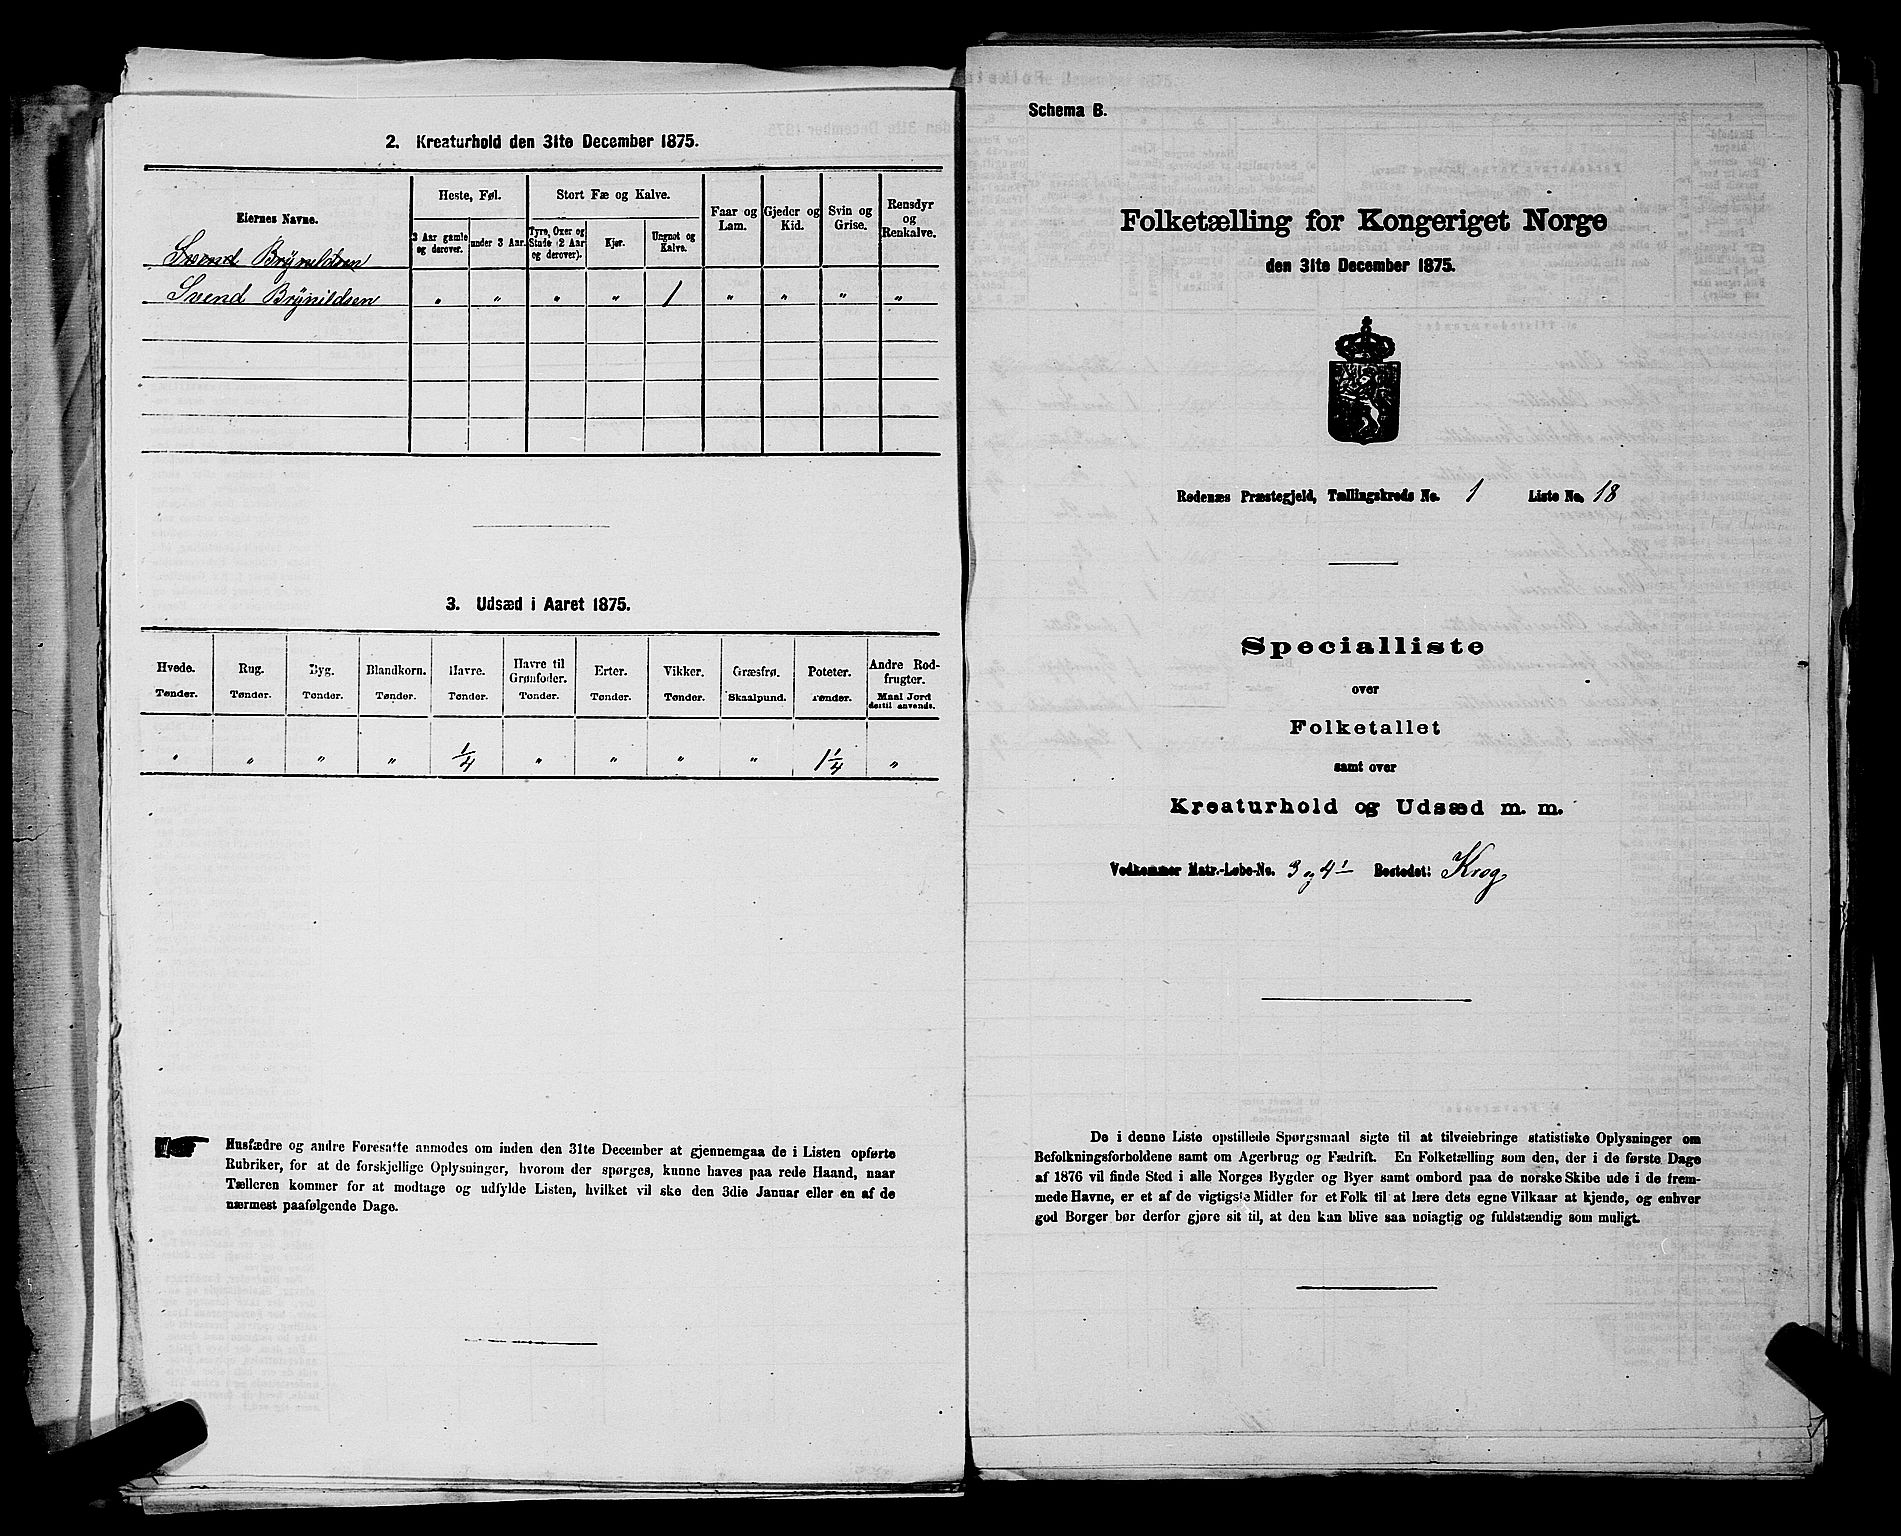 2. Kreaturhold den 31te December 1875.
Eiernes Navne.
Heste, Føl.
Stort Fæ og Kalve.
Faar og Lam.
Gjeder og Kid.
Svin og Grise.
Rensdyr og Renkalve.
3 Aar gamle og derover.
under 3 Aar.
Tyre, Oxer og Stude (2 Aar og derover).
Kjør.
Ungnøt og Kalve.
Svend Brynildsen
Svend Brynildsen " " " " 1 " " " "
3. Udsæd i Aaret 1875.
Hvede. Rug. Byg. Blandkorn. Havre. Havre til Grønfoder. Erter. Vikker. Græsfrø. Poteter. Andre Rodfrugter.
Tønder. Tønder. Tønder. Tønder. Tønder. Tønder. Tønder. Tønder. Skaalpund. Tønder. Maal Jord dertil anvendt.
" " " " 1/4 " " " " 1 1/4 "
Husfædre og andre Foresatte anmodes om inden den 31te December at gjennemgaa de i Listen opførte
Rubriker, for at de forskjellige Oplysninger, hvorom der spørges, kunne haves paa rede Haand, naar
Tælleren kommer for at modtage og udfylde Listen, hvilket vil ske den 3die Januar eller en af de
nærmest paafølgende Dage.
Schema B.
Folketælling for Kongeriget Norge
den 31te December 1875.
Rødenæs Præstegjeld, Tællingskreds No. 1 Liste No. 18
Specialliste
over
Folketallet
samt over
Kreaturhold og Udsæd m. m.
Vedkommer Matr.-Løbe-No. 3 og 4 Bostedet: Krog
De i denne Liste opstillede Spørgsmaal sigte til at tilveiebringe statistiske Oplysninger om
Befolkningsforholdene samt om Agerbrug og Fædrift. En Folketælling som den, der i de første Dage
af 1876 vil finde Sted i alle Norges Bygder og Byer samt ombord paa de norske Skibe ude i de frem-
mede Havne, er et af de vigtigste Midler for et Folk til at lære dets egne Vilkaar at kjende, og enhver
god Borger bør derfor gjøre sit til, at den kan blive saa nøiagtig og fuldstændig som muligt.